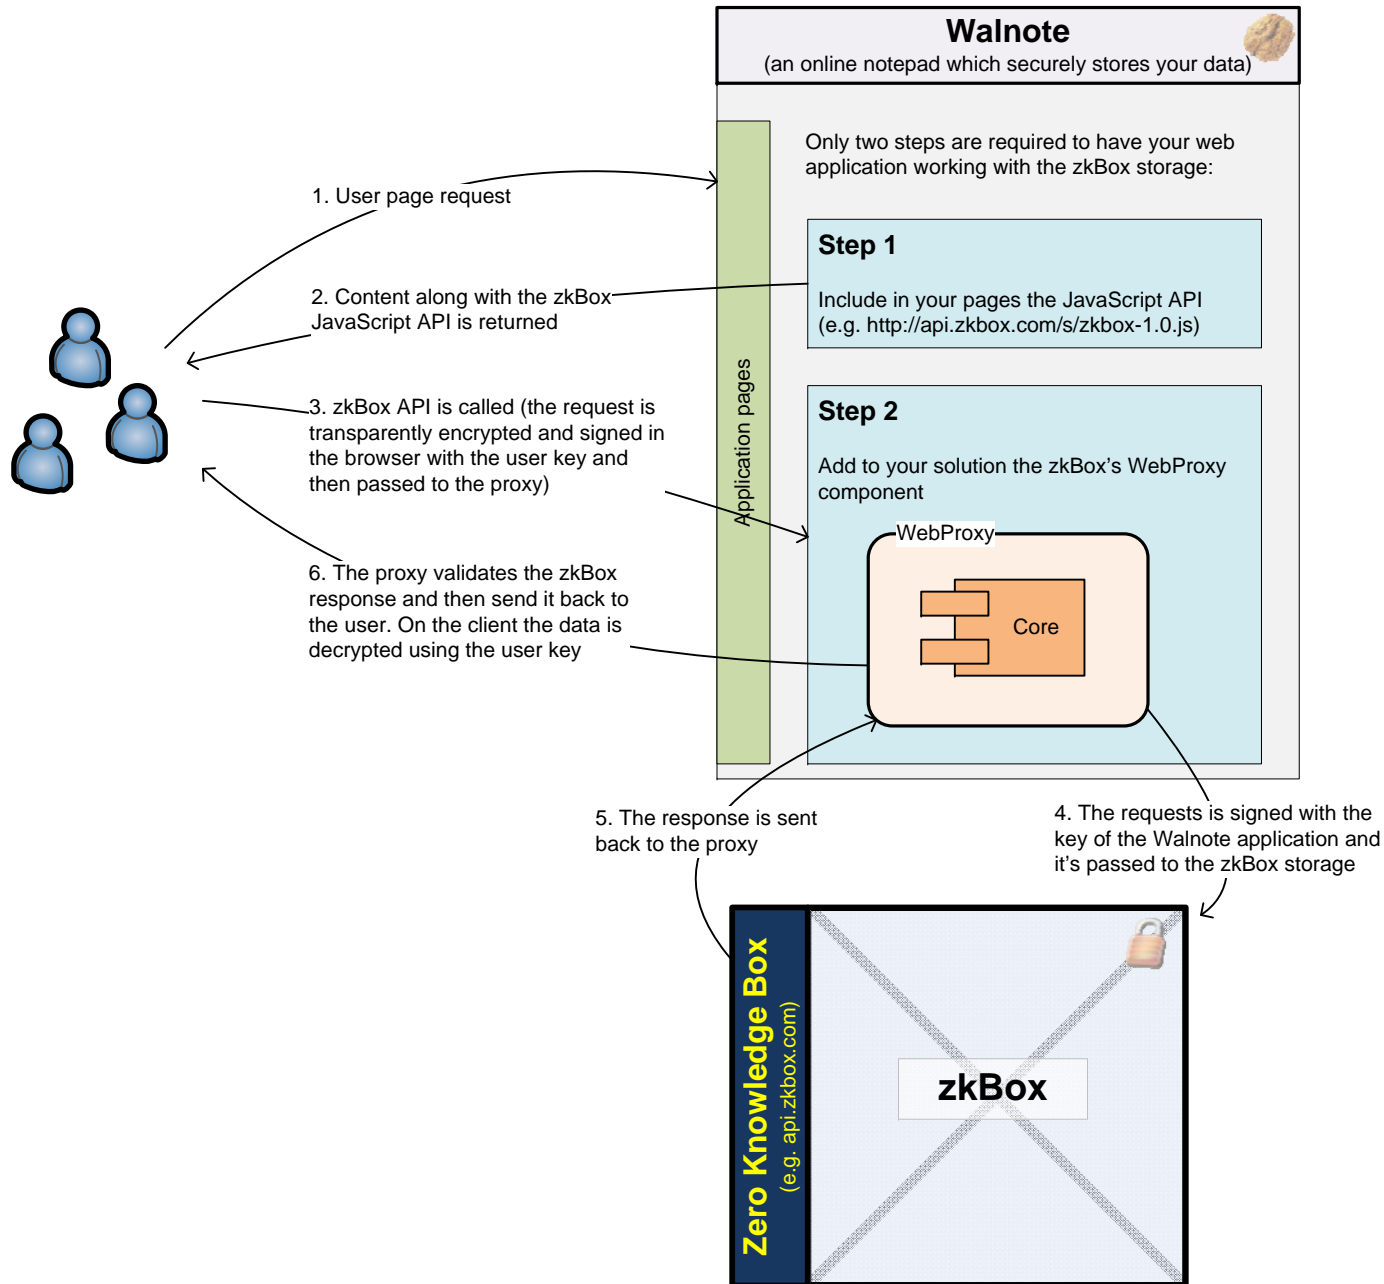 Walnote
(an online notepad which securely stores your data)
Only two steps are required to have your web
application working with the zkBox storage:
1. User page request
Step 1
Include in your pages the JavaScript API
(e.g. http://api.zkbox.com/s/zkbox-1.0.js)
2. Content along with the zkBox
JavaScript API is returned
Application pages
3. zkBox API is called (the request is
transparently encrypted and signed in
the browser with the user key and
then passed to the proxy)
Step 2
Add to your solution the zkBox's WebProxy
component
WebProxy
Core
6. The proxy validates the zkBox
response and then send it back to
the user. On the client the data is
decrypted using the user key
5. The response is sent
back to the proxy
4. The requests is signed with the
key of the Walnote application and
it's passed to the zkBox storage
Zero Knowledge Box
(e.g. api.zkbox.com)
zkBox